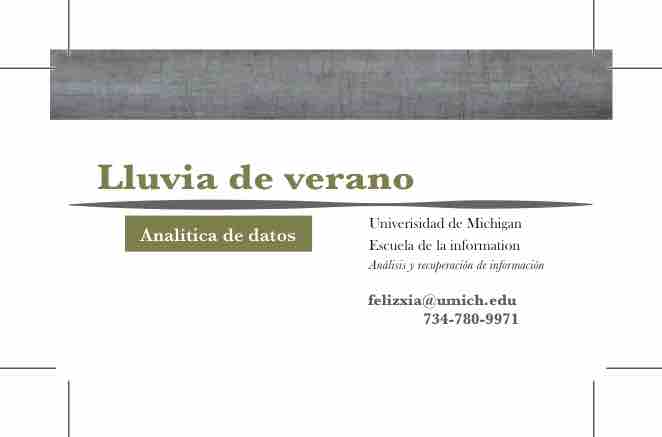 Lluvia de verano
Analitica de datos
Univerisidad de Michigan
Escuela de la information
Análisis y recuperación de información
felizxia@umich.edu
734-780-9971